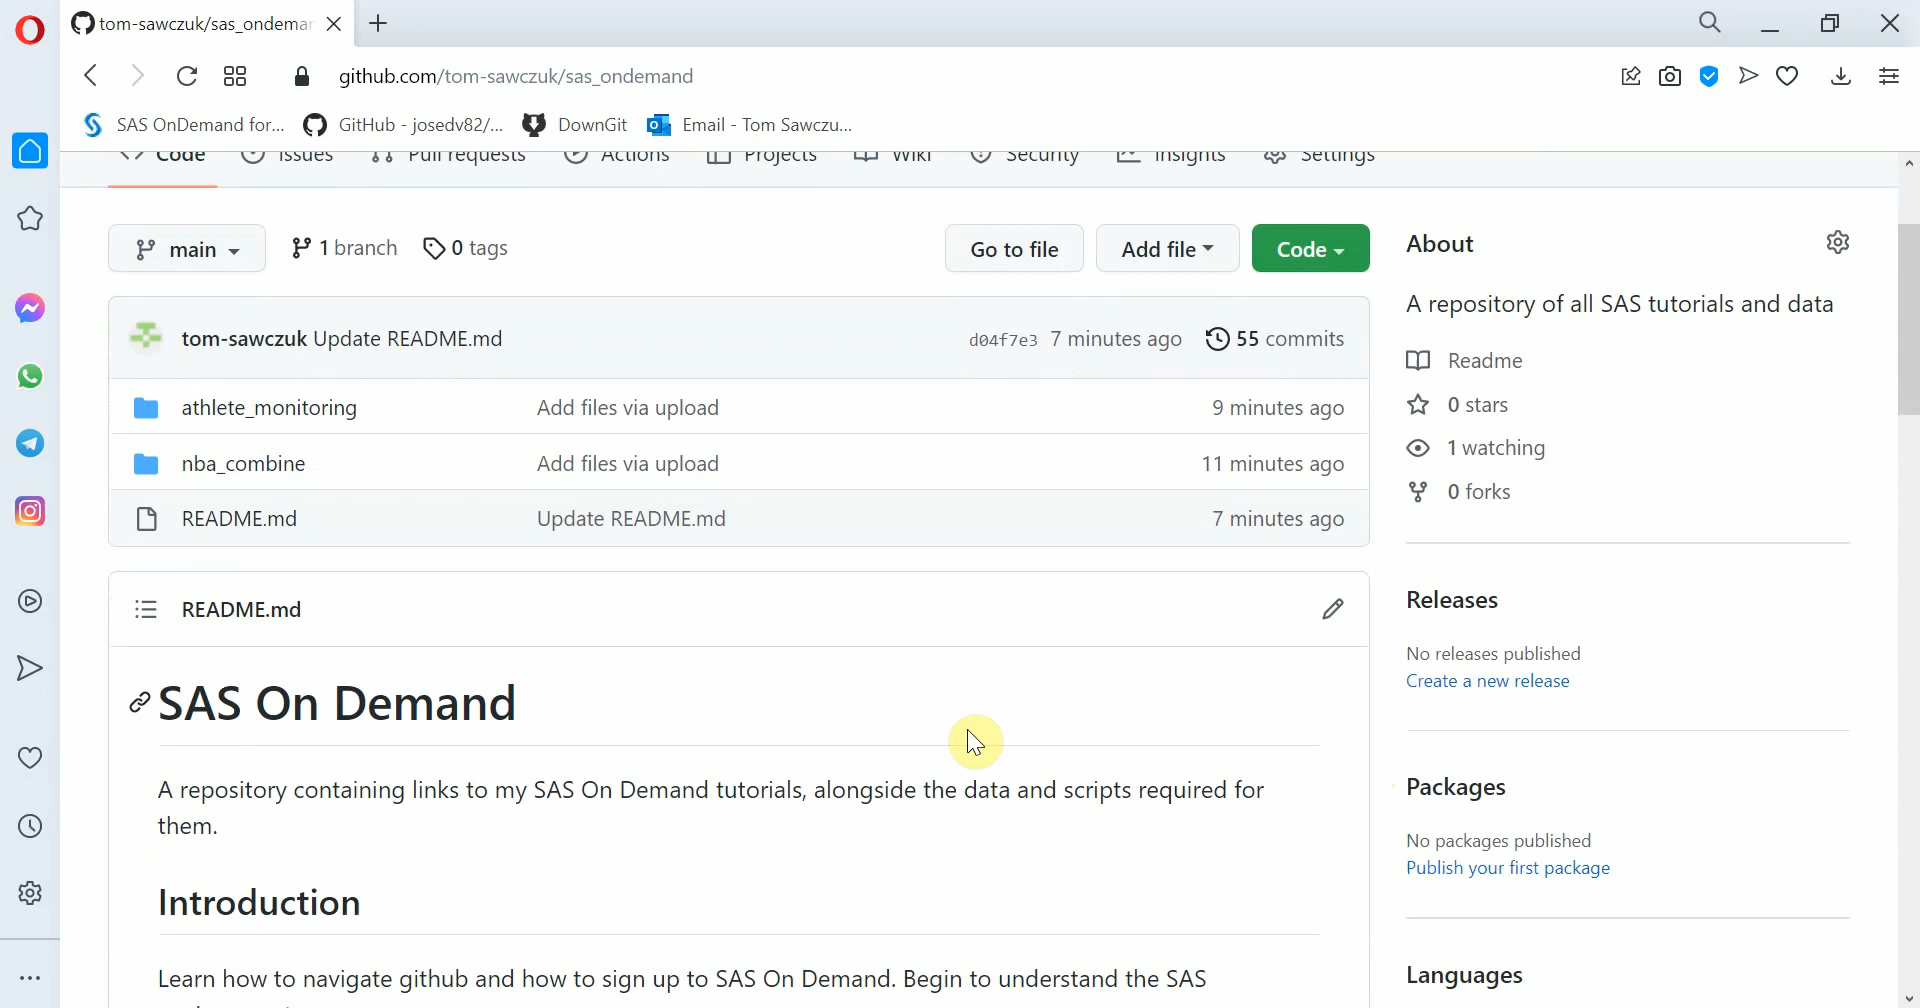 tom-sawczuk/sas_ondemar
github.com/tom-sawczuk/sas_ondemand
SAS OnDemand for... GitHub - josedv82/... DownGit Email - Tom Sawczu...
Code Issues Pull requests Actions Projects Wiki Security Insights Settings
main 1 branch 0 tags Go to file Add file Code
tom-sawczuk Update README.md d04f7e3 7 minutes ago 55 commits
athlete_monitoring Add files via upload 9 minutes ago
nba_combine Add files via upload 11 minutes ago
README.md Update README.md 7 minutes ago
README.md
SAS On Demand
A repository containing links to my SAS On Demand tutorials, alongside the data and scripts required for
them.
Introduction
Learn how to navigate github and how to sign up to SAS On Demand. Begin to understand the SAS
About
A repository of all SAS tutorials and data
Readme
0 stars
1 watching
0 forks
Releases
No releases published
Create a new release
Packages
No packages published
Publish your first package
Languages